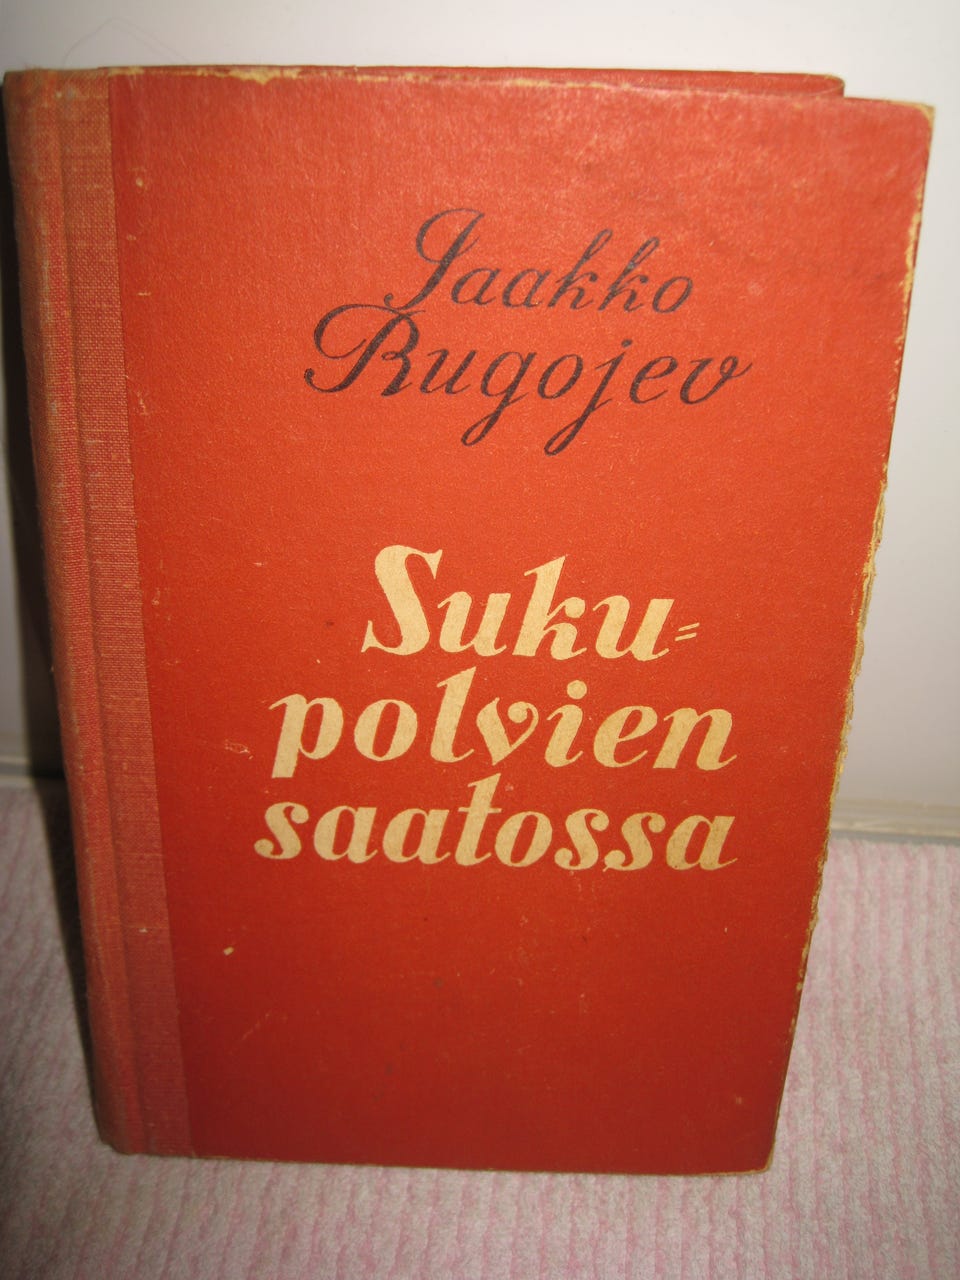 Jaakko
Rugojev
Suku=
polvien
saatossa